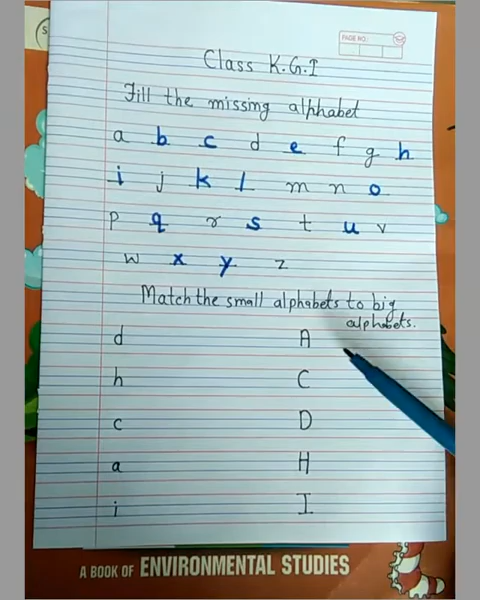 PAGE NO.:
Class K.G.I
Fill the missing alphabet
a b c d e f g h
i j k l m n o
p q r s t u v
w x y z
Match the small alphabets to big
alphabets.
d A
h C
c D
a H
i I
A BOOK OF ENVIRONMENTAL STUDIES